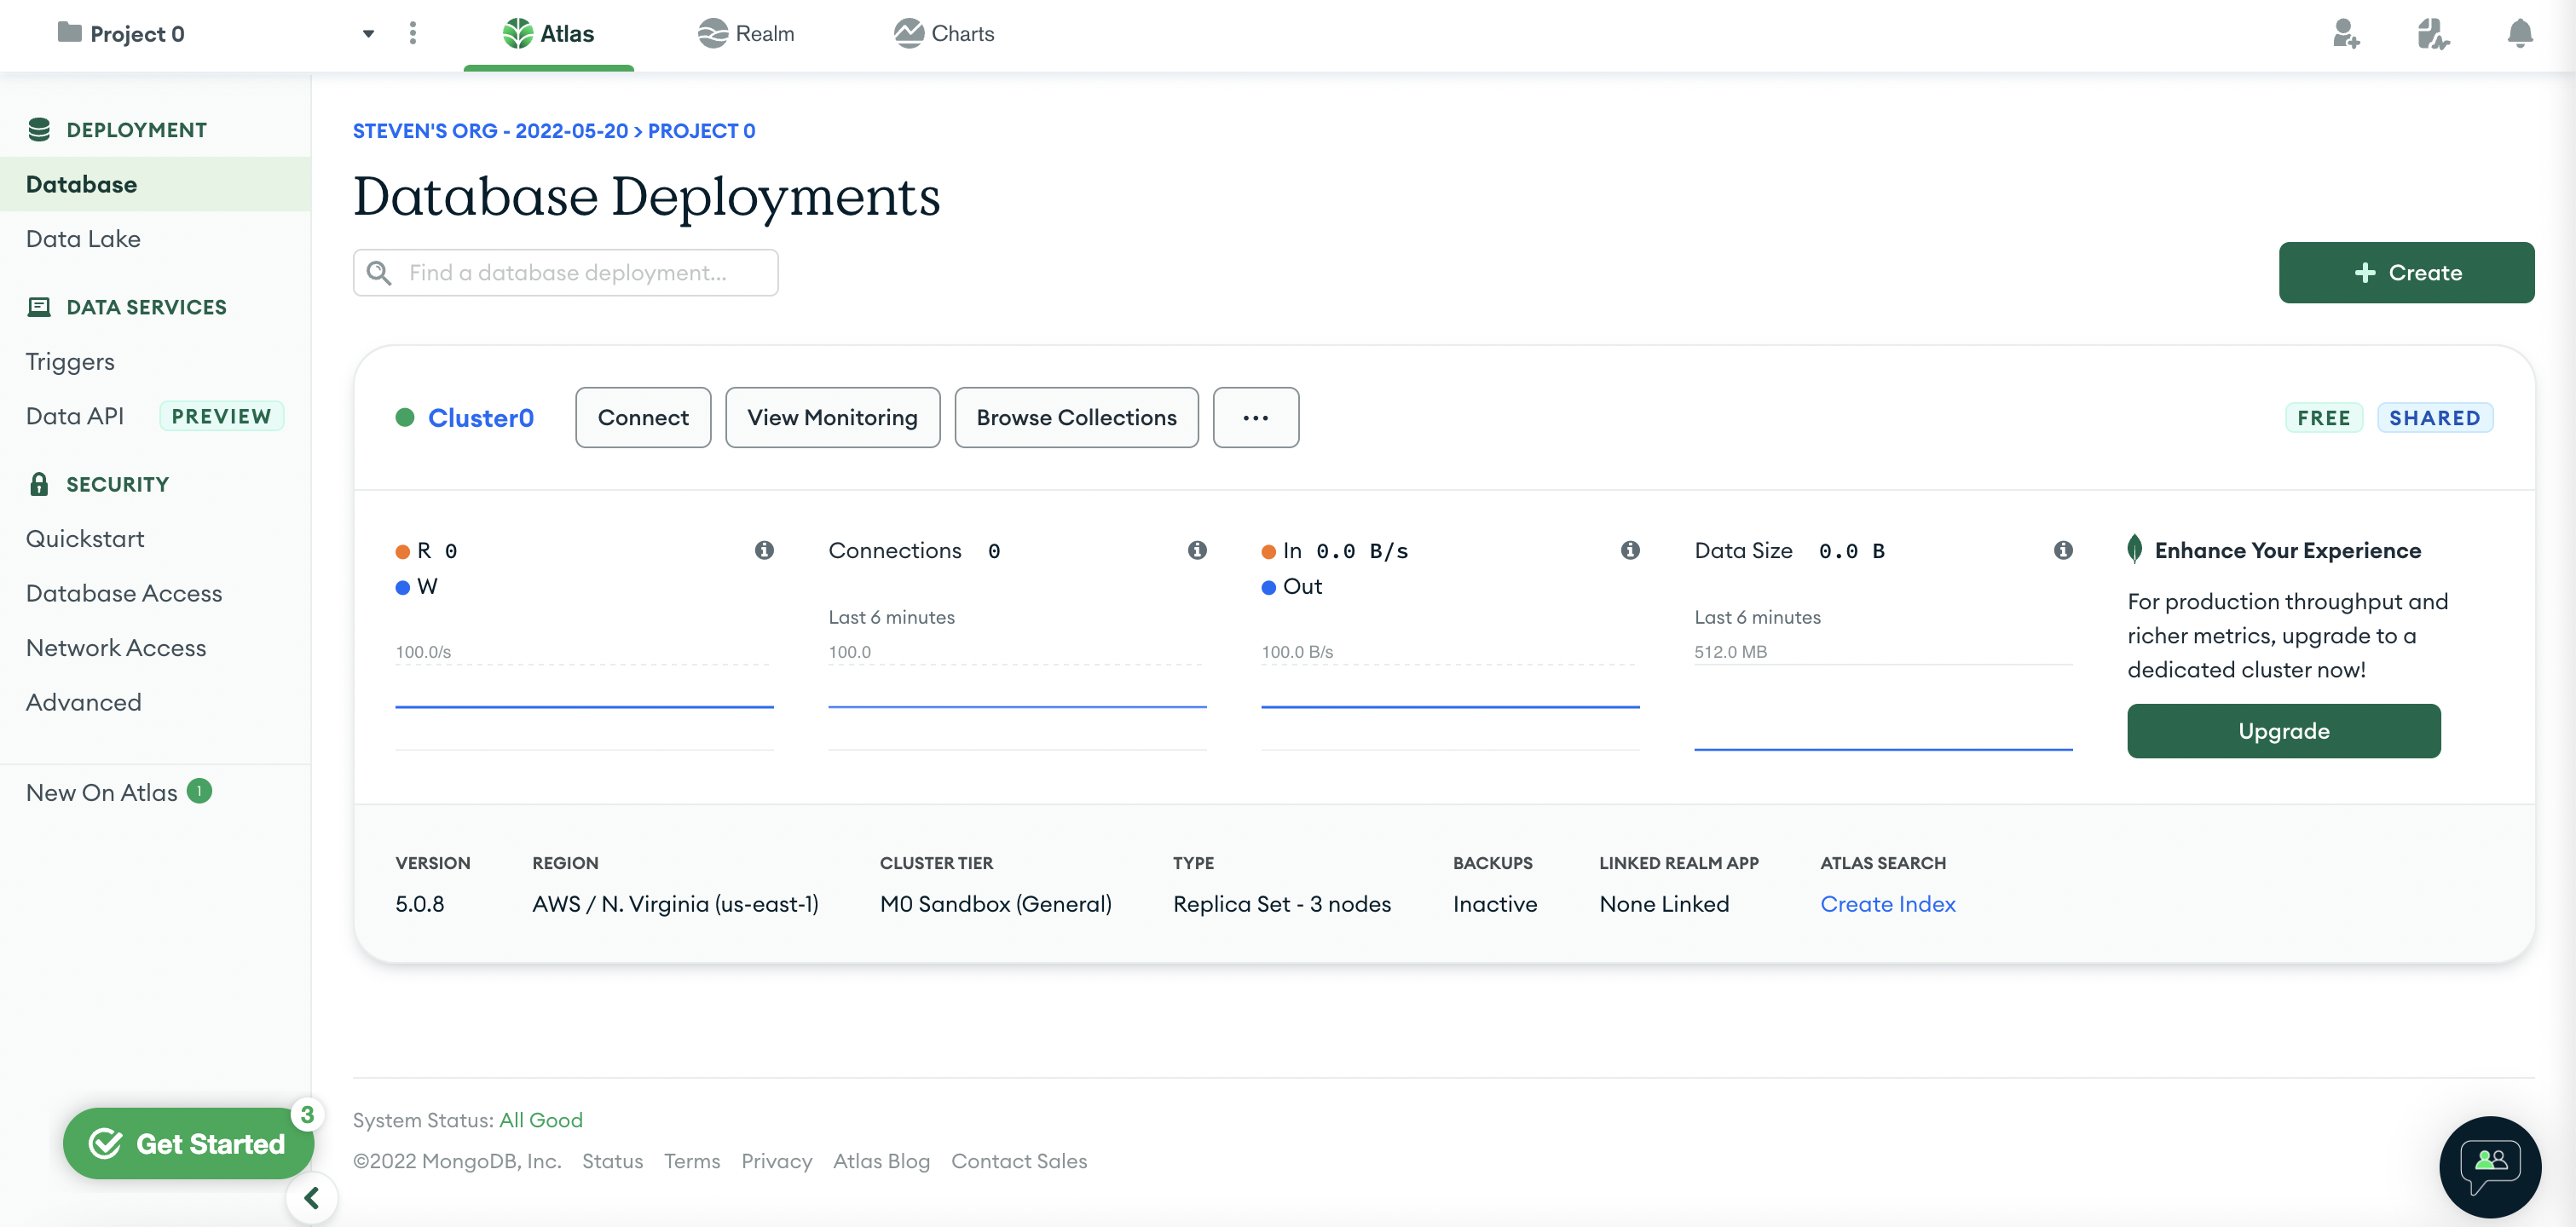 Project 0
Atlas
Realm
Charts
DEPLOYMENT
Database
Data Lake
DATA SERVICES
Triggers
Data API PREVIEW
SECURITY
Quickstart
Database Access
Network Access
Advanced
New On Atlas 1
Get Started 3
STEVEN'S ORG - 2022-05-20 > PROJECT 0
Database Deployments
Find a database deployment...
+ Create
Cluster0
Connect
View Monitoring
Browse Collections
...
FREE
SHARED
R 0
W
100.0/s
Connections 0
Last 6 minutes
100.0
In 0.0 B/s
Out
100.0 B/s
Data Size 0.0 B
Last 6 minutes
512.0 MB
Enhance Your Experience
For production throughput and
richer metrics, upgrade to a
dedicated cluster now!
Upgrade
VERSION
5.0.8
REGION
AWS / N. Virginia (us-east-1)
CLUSTER TIER
M0 Sandbox (General)
TYPE
Replica Set - 3 nodes
BACKUPS
Inactive
LINKED REALM APP
None Linked
ATLAS SEARCH
Create Index
System Status: All Good
©2022 MongoDB, Inc. Status Terms Privacy Atlas Blog Contact Sales